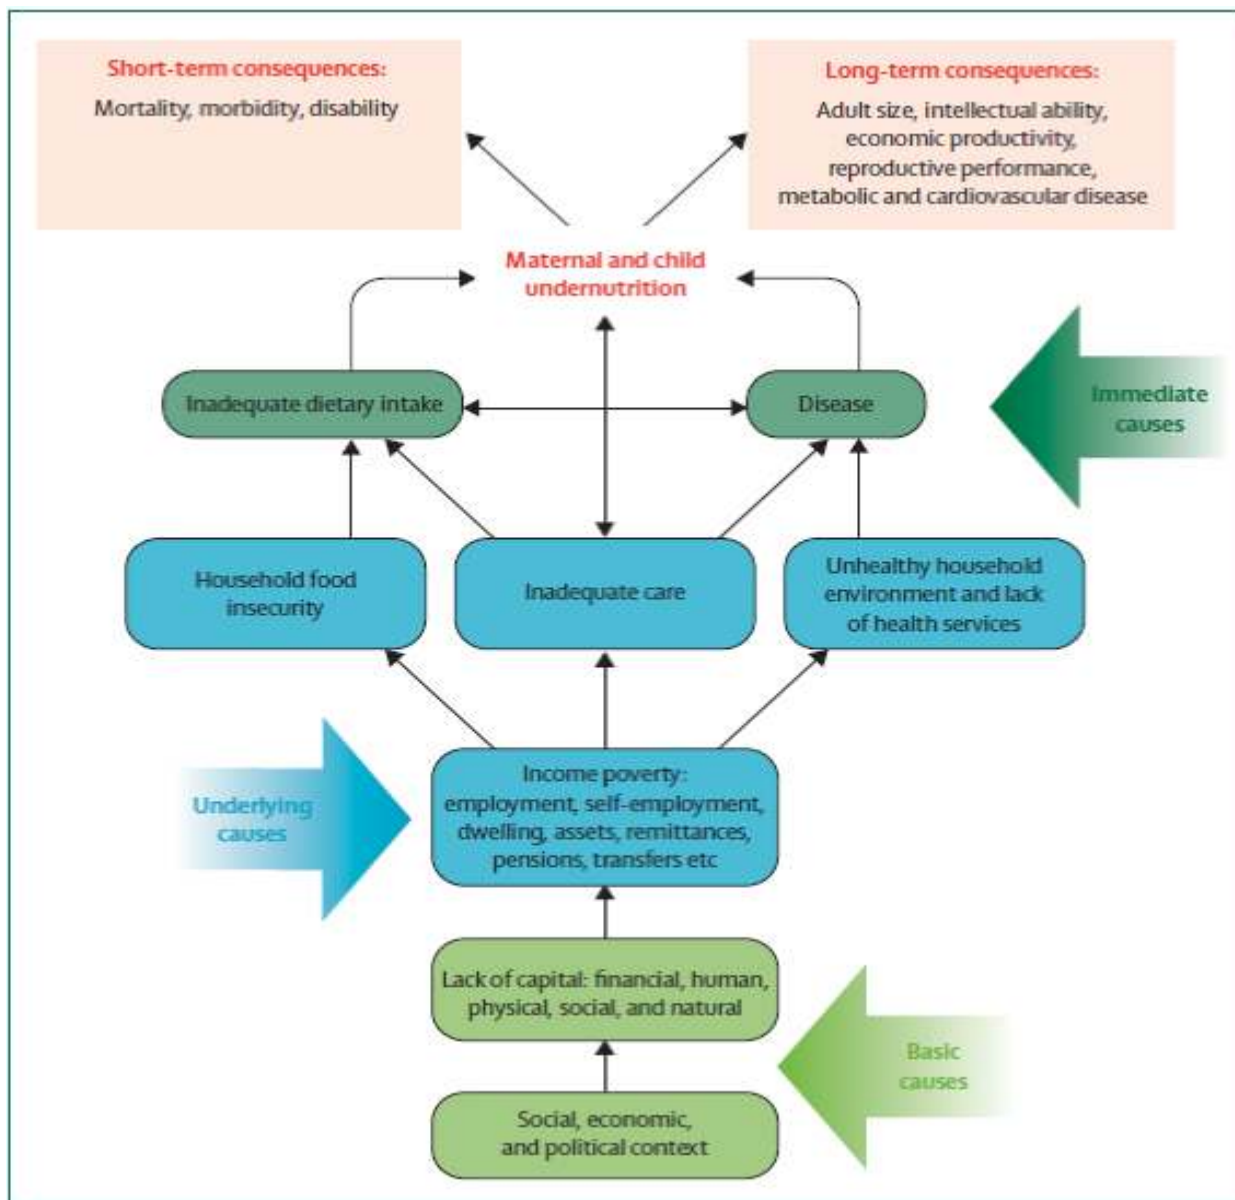 Short-term consequences:
Mortality, morbidity, disability
Long-term consequences:
Adult size, intellectual ability,
economic productivity,
reproductive performance,
metabolic and cardiovascular disease
Maternal and child
undernutrition
Inadequate dietary intake
Disease
Immediate
causes
Household food
insecurity
Inadequate care
Unhealthy household
environment and lack
of health services
Underlying
causes
Income poverty:
employment, self-employment,
dwelling, assets, remittances,
pensions, transfers etc
Lack of capital: financial, human,
physical, social, and natural
Basic
causes
Social, economic,
and political context